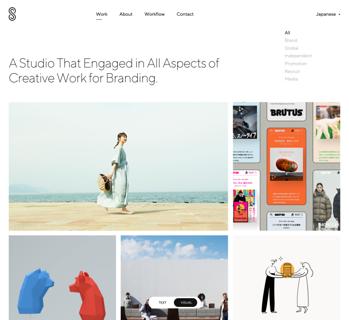 Work
About
Workflow
Contact
Japanese
A Studio That Engaged in All Aspects of
Creative Work for Branding.
All
Brand
Global
Independent
Promotion
Recruit
Media
BRUTUS
TEXT
VISUAL